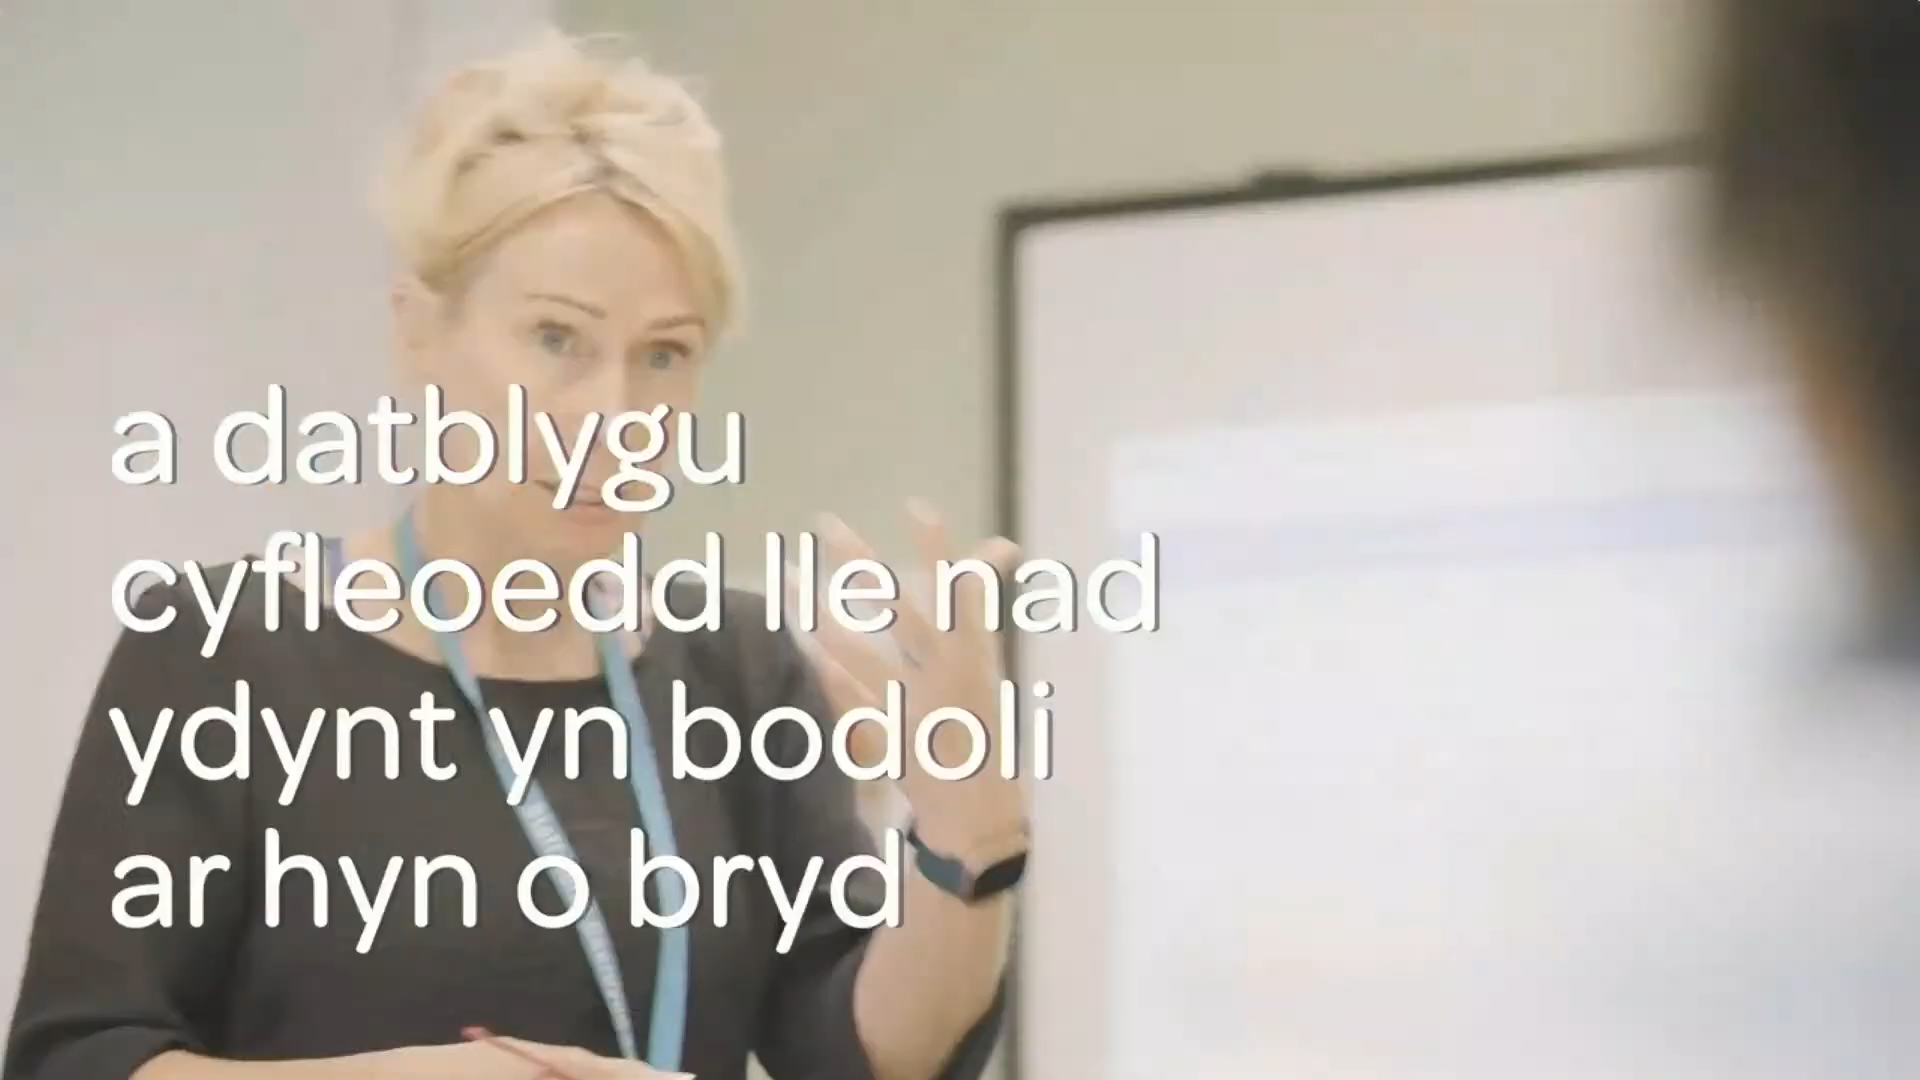 a datblygu
cyfleoedd lle nad
ydynt yn bodoli
ar hyn o bryd